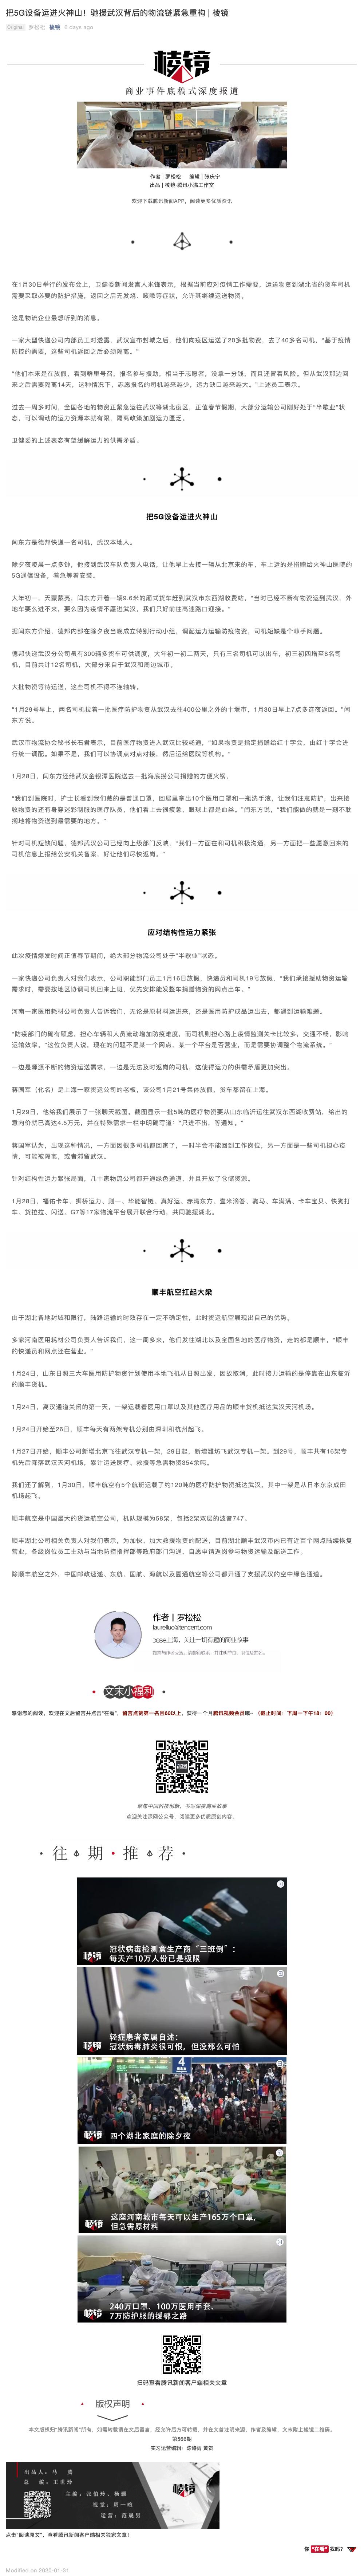 把5G设备运进火神山！驰援武汉背后的物流链紧急重构 | 棱镜
Original 罗松松 棱镜 6 days ago
棱镜
商业事件底稿式深度报道
作者 | 罗松松 编辑 | 张庆宁
出品 | 棱镜·腾讯小满工作室
欢迎下载腾讯新闻APP，阅读更多优质资讯
在1月30日举行的发布会上，卫健委新闻发言人米锋表示，根据当前应对疫情工作需要，运送物资到湖北省的货车司机
需要采取必要的防护措施，返回之后无发烧、咳嗽等症状，允许其继续运送物资。
这是物流企业最想听到的消息。
一家大型快递公司内部员工对透露，武汉宣布封城之后，他们向疫区运送了20多批物资，去了40多名司机，“基于疫情
防控的需要，这些司机返回之后必须隔离。”
“他们本来是在放假，看到群里号召，报名参与援助，相当于志愿者，没拿一分钱，而且还冒着风险。但从武汉那边回
来之后需要隔离14天，这种情况下，志愿报名的司机越来越少，运力缺口越来越大。”上述员工表示。
过去一周多时间，全国各地的物资正紧急运往武汉等湖北疫区，正值春节假期，大部分运输公司刚好处于“半歇业”状
态，可以调动的运力资源本就有限，隔离政策加剧运力匮乏。
卫健委的上述表态有望缓解运力的供需矛盾。
把5G设备运进火神山
闫东方是德邦快递一名司机，武汉本地人。
除夕夜凌晨一点多钟，他接到武汉车队负责人电话，让他早上去接一辆从北京来的车。车上运的是捐赠给火神山医院的
5G通信设备，着急等着安装。
大年初一，天蒙蒙亮，闫东方开着一辆9.6米的厢式货车赶到武汉市东西湖收费站，“当时已经不断有物资运到武汉，外
地车要么进不来，要么因为疫情不愿进武汉，我们只好前往高速路口迎接。”
据闫东方介绍，德邦内部在除夕夜当晚成立特别行动小组，调配运力运输防疫物资，司机短缺是个棘手问题。
德邦快递武汉分公司虽有300辆多货车可供调度，大年初一初二两天，只有三名司机可以出车，初三初四增至8名司
机，目前共计12名司机，大部分来自于武汉和周边城市。
大批物资等待运送，这些司机不得不连轴转。
“1月29号早上，两名司机拉着一批医疗防护物资从武汉去往400公里之外的十堰市，1月30日早上7点多连夜返回。”闫
东方说。
武汉市物流协会秘书长石君表示，目前医疗物资进入武汉比较畅通，“如果物资是指定捐赠给红十字会，由红十字会进
行统一调配，如果不是，我们可以协调点对点对接，然后运给医院等机构。”
1月28日，闫东方还给武汉金银潭医院送去一批海底捞公司捐赠的方便火锅，
“我们到医院时，护士长看到我们戴的是普通口罩，回屋里拿出10个医用口罩和一瓶洗手液，让我们注意防护，出来接
收物资的还有身穿迷彩制服的医疗队员，他们看上去很疲惫，眼球上都是血丝。”闫东方说，“我们能做的就是一刻不耽
搁地将物资送到最需要的地方。”
针对司机短缺问题，德邦武汉公司已经向上级部门反映，“我们一方面在和司机积极沟通，另一方面把一些愿意回来的
司机信息上报给公安机关备案，好让他们尽快返岗。”
应对结构性运力紧张
此次疫情爆发时间正值春节期间，绝大部分物流公司处于“半歇业”状态。
一家快递公司负责人对我们表示，公司职能部门员工1月16日放假，快递员和司机19号放假，“我们承接援助物资运输
需求时，需要按地区协调司机回来上班，优先安排能发整车捐赠物资的网点出车。”
河南一家医用耗材公司负责人告诉我们，无论是原材料运进来，还是医用防护成品运出去，都遇到运输难题。
“防疫部门的确有顾虑，担心车辆和人员流动增加防疫难度，而司机则担心路上疫情监测关卡比较多，交通不畅，影响
运输效率。”这位负责人说，现在的问题不是某一个网点，某一个平台是否营业，而是需要协调整个物流系统。”
一边是源源不断的物资运送需求，一边是无法及时返岗的司机，这使得运力的供需矛盾更加突出。
蒋国军（化名）是上海一家货运公司的老板，该公司1月21号集体放假，货车都留在上海。
1月29日，他给我们展示了一张聊天截图。截图显示一批5吨的医疗物资要从山东临沂运往武汉东西湖收费站，给出的
意向价就已高达4.5万元，并在特殊需求一栏中明确写道：“只进不出，等通知。”
蒋国军认为，出现这种情况，一方面因很多司机都回家了，一时半会不能回到工作岗位，另一方面是一些司机担心疫
情，可能被隔离，或者滞留武汉。
针对结构性运力紧张局面，几十家物流公司都开通绿色通道，并且开放了仓储资源。
1月28日，福佑卡车、狮桥运力、则一、华能智链、真好运、赤湾东方、壹米滴答、驹马、车满满、卡车宝贝、快狗打
车、货拉拉、闪送、G7等17家物流平台展开联合行动，共同驰援湖北。
顺丰航空扛起大梁
由于湖北各地封城和限行，陆路运输的时效存在一定不确定性，此时货运航空展现出自己的优势。
多家河南医用耗材公司负责人告诉我们，这一周多来，他们发往湖北以及全国各地的医疗物资，走的都是顺丰，“顺丰
的快递员和网点还在营业。”
1月24日，山东日照三大车医用防护物资计划使用本地飞机从日照出发，因故取消，此时接力运输的是停靠在山东临沂
的顺丰货机。
1月24日，离汉通道关闭的第一天，一架运载着医用口罩以及其他医疗用品的顺丰货机抵达武汉天河机场。
1月24日开始至26日，顺丰每天有两架专机分别由深圳和杭州起飞。
1月27日开始，顺丰公司新增北京飞往武汉专机一架，29日起，新增潍坊飞武汉专机一架。到29号，顺丰共有16架专
机先后降落武汉天河机场，累计运送医疗、救援等急需物资354余吨。
我们还了解到，1月30日，顺丰航空有5个航班运载了约120吨的医疗防护物资抵达武汉，其中一架是从日本东京成田
机场起飞。
顺丰航空是中国最大的货运航空公司，机队规模为58架，包括2架双层的波音747。
顺丰湖北公司相关负责人对我们表示，为加快、加大救援物资的配送，目前湖北顺丰武汉市内已有近百个网点陆续恢复
营业，各级岗位员工主动与当地防控指挥部等政府部门沟通，自愿申请返岗参与物资运输及配送工作。
除顺丰航空之外，中国邮政速递、东航、国航、海航以及圆通航空等公司都开通了支援武汉的空中绿色通道。
作者丨罗松松
laurelluo@tencent.com
base上海，关注一切有趣的商业故事
文末小福利
感谢您的阅读，欢迎在文后留言并点击“在看”，留言点赞第一名且60以上，获得一个月腾讯视频会员哦~ （截止时间：下周一下午18：00）
聚焦中国科技创新，书写深度商业故事
欢迎关注深网公众号，阅读更多优质原创内容。
往期推荐
冠状病毒检测盒生产商“三班倒”：
每天产10万人份已是极限
棱镜
轻症患者家属自述：
冠状病毒肺炎很可恨，但没那么可怕
棱镜
四个湖北家庭的除夕夜
棱镜
这座河南城市每天可以生产165万个口罩，
但急需原材料
棱镜
240万口罩、100万医用手套、
7万防护服的援鄂之路
棱镜
扫码查看腾讯新闻客户端相关文章
版权声明
本文版权归“腾讯新闻”所有，如需转载请在文后留言，经允许后方可转载，并在文首注明来源、作者及编辑，文末附上棱镜二维码。
第566期
实习运营编辑：陈诗雨 黄贺
出品人：马 腾
总 编：王世玲
主编：张伯玲、杨颖
视觉：周一格
运营：范晟男
棱镜
点击“阅读原文”，查看腾讯新闻客户端相关独家文章！
你 “在看” 我吗？
Modified on 2020-01-31